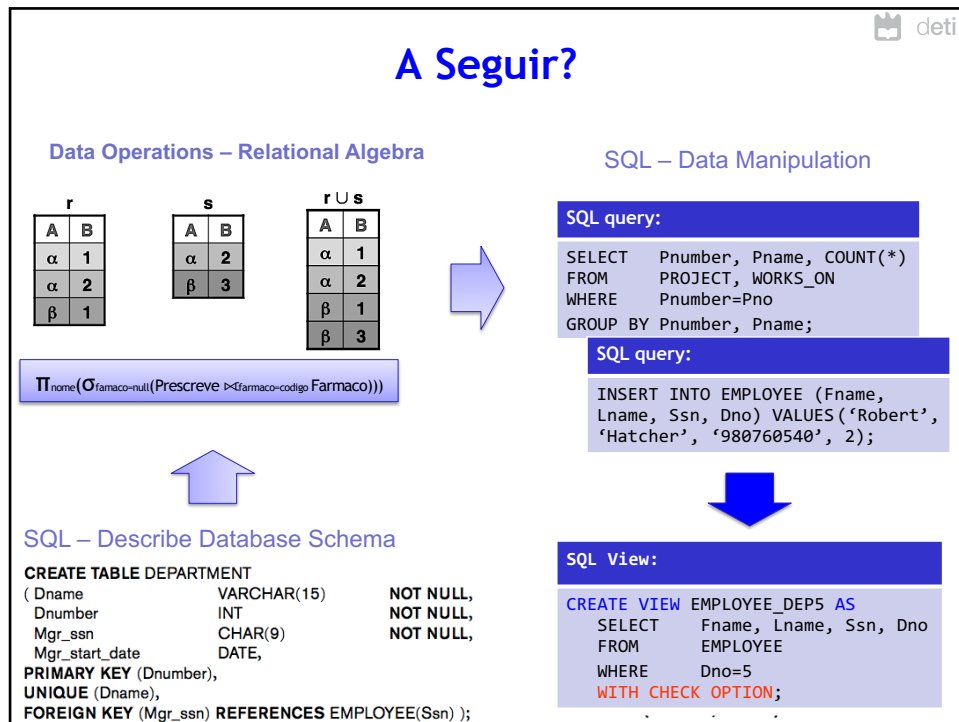 deti
A Seguir?
Data Operations – Relational Algebra
r
A B
α 1
α 2
β 1
s
A B
α 2
β 3
r ∪ s
A B
α 1
α 2
β 1
β 3
πnome(σfarmaco=null(Prescreve ⟕farmaco=codigo Farmaco)))
SQL – Describe Database Schema
CREATE TABLE DEPARTMENT
( Dname VARCHAR(15) NOT NULL,
Dnumber INT NOT NULL,
Mgr_ssn CHAR(9) NOT NULL,
Mgr_start_date DATE,
PRIMARY KEY (Dnumber),
UNIQUE (Dname),
FOREIGN KEY (Mgr_ssn) REFERENCES EMPLOYEE(Ssn) );
SQL – Data Manipulation
SQL query:
SELECT Pnumber, Pname, COUNT(*)
FROM PROJECT, WORKS_ON
WHERE Pnumber=Pno
GROUP BY Pnumber, Pname;
SQL query:
INSERT INTO EMPLOYEE (Fname,
Lname, Ssn, Dno) VALUES(‘Robert’,
‘Hatcher’, ‘980760540’, 2);
SQL View:
CREATE VIEW EMPLOYEE_DEP5 AS
SELECT Fname, Lname, Ssn, Dno
FROM EMPLOYEE
WHERE Dno=5
WITH CHECK OPTION;